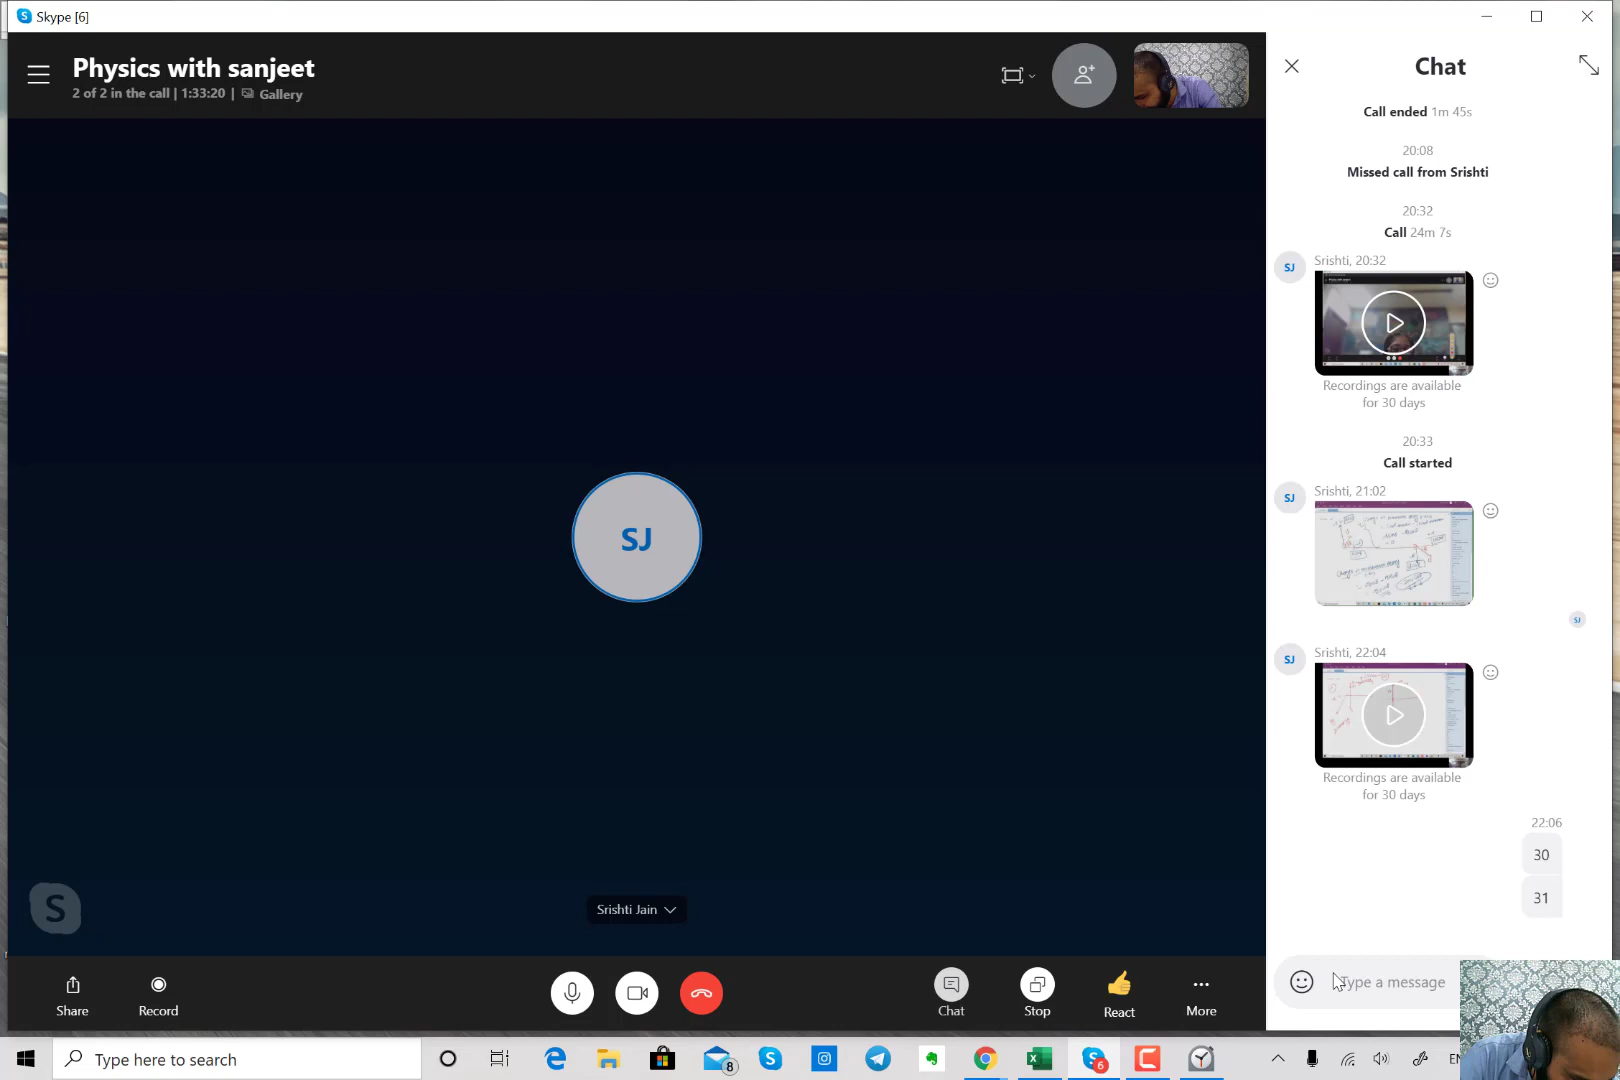 Skype [6]
Physics with sanjeet
2 of 2 in the call | 1:33:20 | Gallery
Chat
Call ended 1m 45s
20:08
Missed call from Srishti
20:32
Call 24m 7s
SJ
Srishti, 20:32
Recordings are available
for 30 days
20:33
Call started
SJ
Srishti, 21:02
SJ
SJ
Srishti, 22:04
Recordings are available
for 30 days
22:06
30
31
SJ
Srishti Jain
S
Share
Record
Chat
Stop
React
More
Type a message
Type here to search
8
6